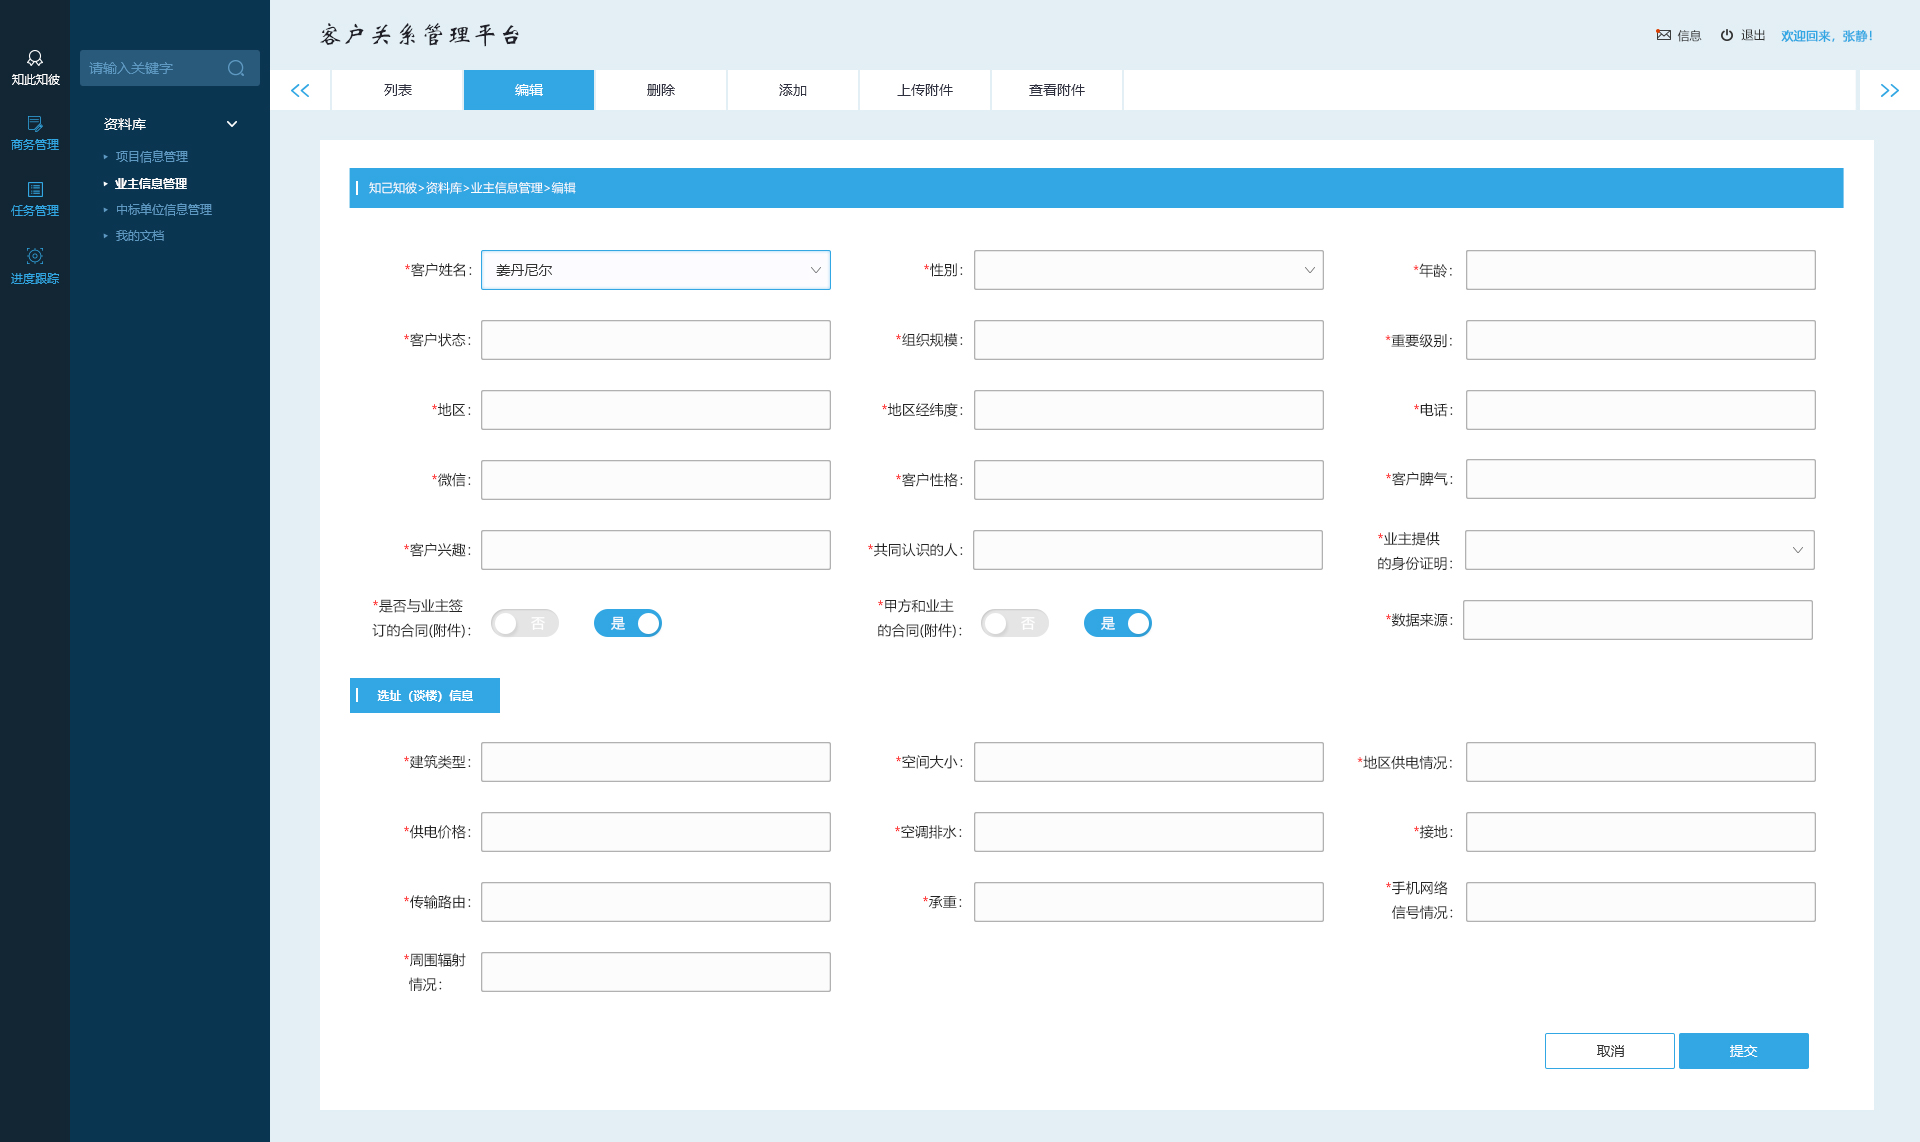 客户关系管理平台
信息
退出
欢迎回来，张静！
知此知彼
商务管理
任务管理
进度跟踪
请输入关键字
资料库
项目信息管理
业主信息管理
中标单位信息管理
我的文档
列表
编辑
删除
添加
上传附件
查看附件
知己知彼>资料库>业主信息管理>编辑
*客户姓名：
姜丹尼尔
*性别：
*年龄：
*客户状态：
*组织规模：
*重要级别：
*地区：
*地区经纬度：
*电话：
*微信：
*客户性格：
*客户脾气：
*客户兴趣：
*共同认识的人：
*业主提供
的身份证明：
*是否与业主签
订的合同(附件)：
否
是
*甲方和业主
的合同(附件)：
否
是
*数据来源：
选址（谈楼）信息
*建筑类型：
*空间大小：
*地区供电情况：
*供电价格：
*空调排水：
*接地：
*传输路由：
*承重：
*手机网络
信号情况：
*周围辐射
情况：
取消
提交